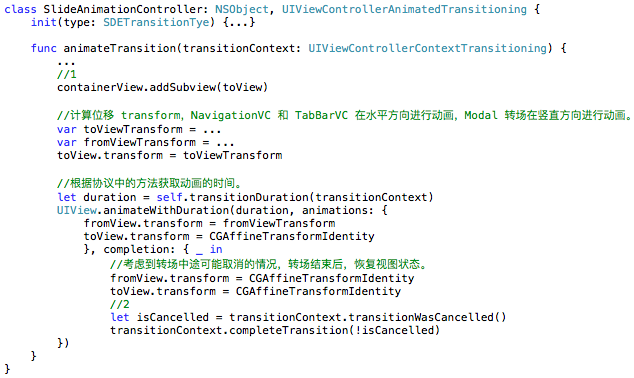 class SlideAnimationController: NSObject, UIViewControllerAnimatedTransitioning {
    init(type: SDETransitionTye) {...}

    func animateTransition(transitionContext: UIViewControllerContextTransitioning) {
        ...
        //1
        containerView.addSubview(toView)

        //计算位移 transform，NavigationVC 和 TabBarVC 在水平方向进行动画，Modal 转场在竖直方向进行动画。
        var toViewTransform = ...
        var fromViewTransform = ...
        toView.transform = toViewTransform

        //根据协议中的方法获取动画的时间。
        let duration = self.transitionDuration(transitionContext)
        UIView.animateWithDuration(duration, animations: {
            fromView.transform = fromViewTransform
            toView.transform = CGAffineTransformIdentity
            }, completion: { _ in
                //考虑到转场中途可能取消的情况，转场结束后，恢复视图状态。
                fromView.transform = CGAffineTransformIdentity
                toView.transform = CGAffineTransformIdentity
                //2
                let isCancelled = transitionContext.transitionWasCancelled()
                transitionContext.completeTransition(!isCancelled)
        })
    }
}